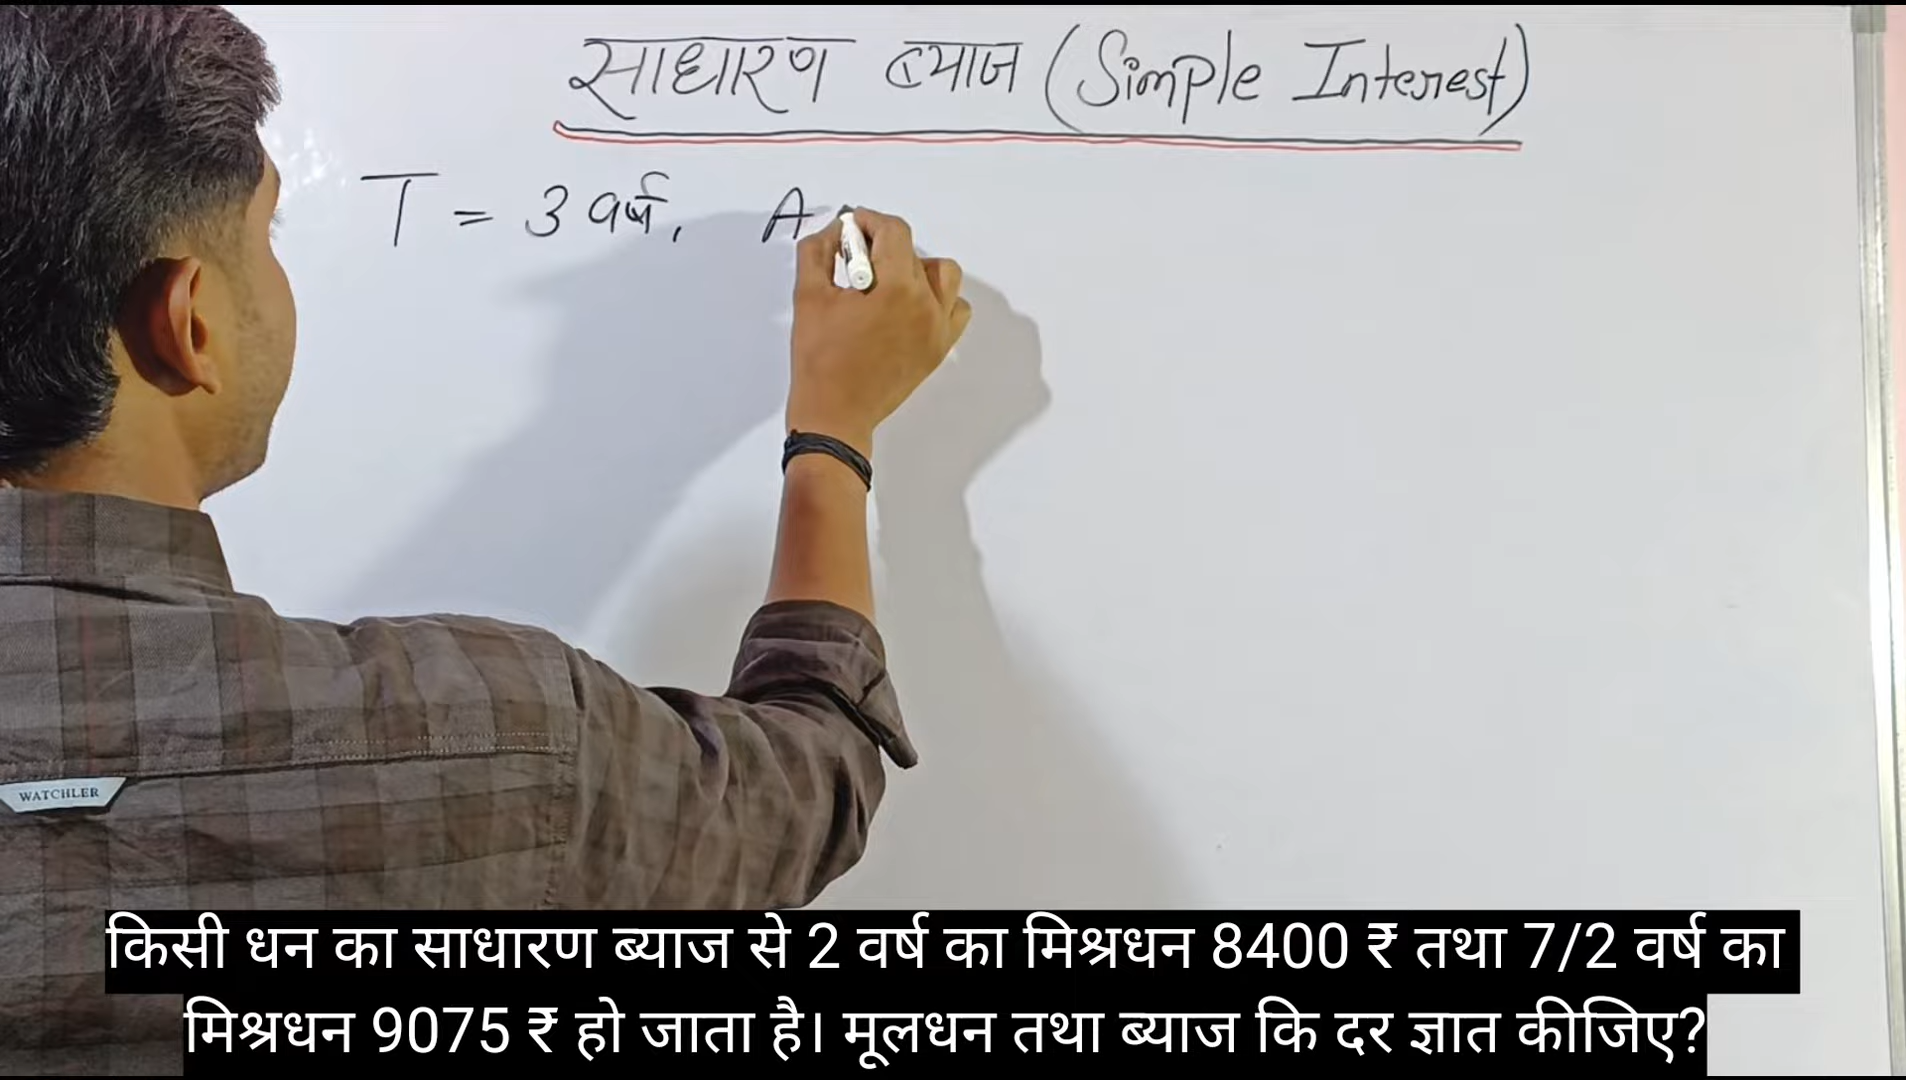 साधारण ब्याज (Simple Interest)
T = 3 वर्ष, A
WATCHLER
किसी धन का साधारण ब्याज से 2 वर्ष का मिश्रधन 8400 ₹ तथा 7/2 वर्ष का
मिश्रधन 9075 ₹ हो जाता है। मूलधन तथा ब्याज कि दर ज्ञात कीजिए?